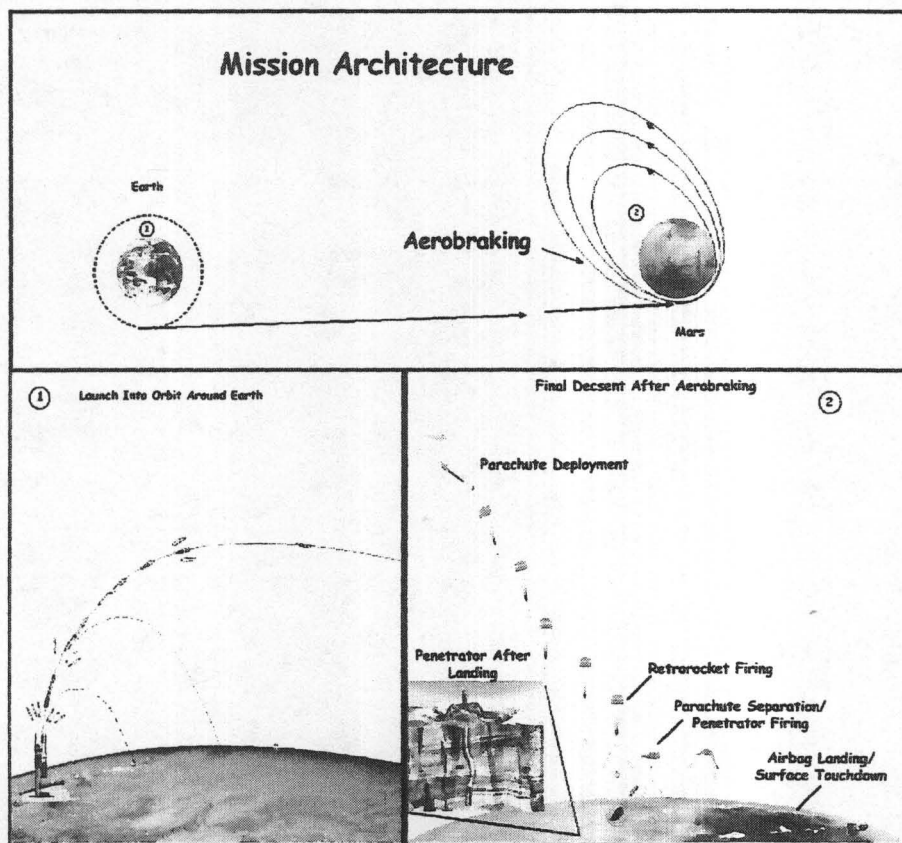 Mission Architecture
Earth
1
2
Aerobraking
Mars
1
Launch Into Orbit Around Earth
Final Decsent After Aerobraking
2
Parachute Deployment
Penetrator After
Landing
Retrorocket Firing
Parachute Separation/
Penetrator Firing
Airbag Landing/
Surface Touchdown